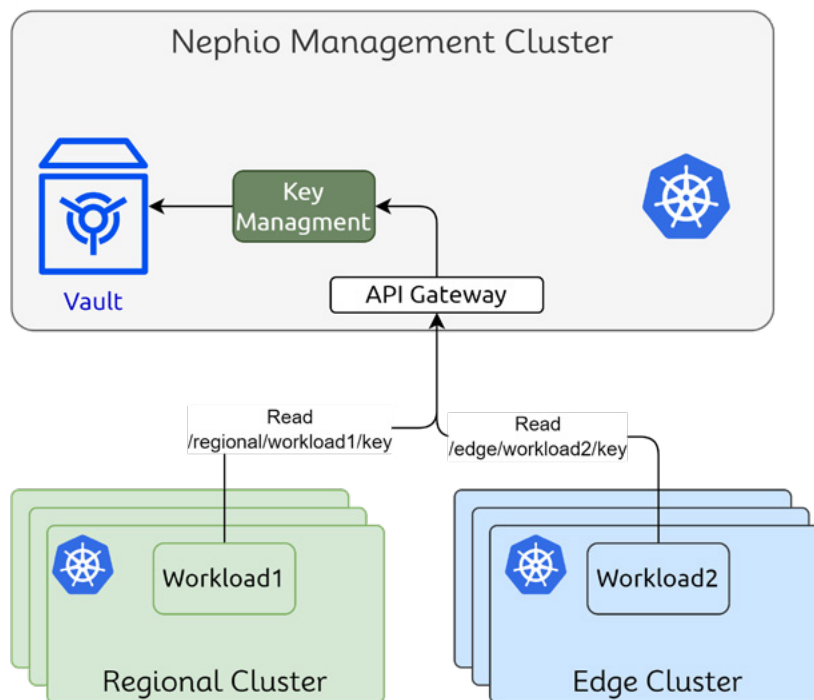 Nephio Management Cluster
Key
Managment
Vault
API Gateway
Read
/regional/workload1/key
Read
/edge/workload2/key
Workload1
Workload2
Regional Cluster
Edge Cluster